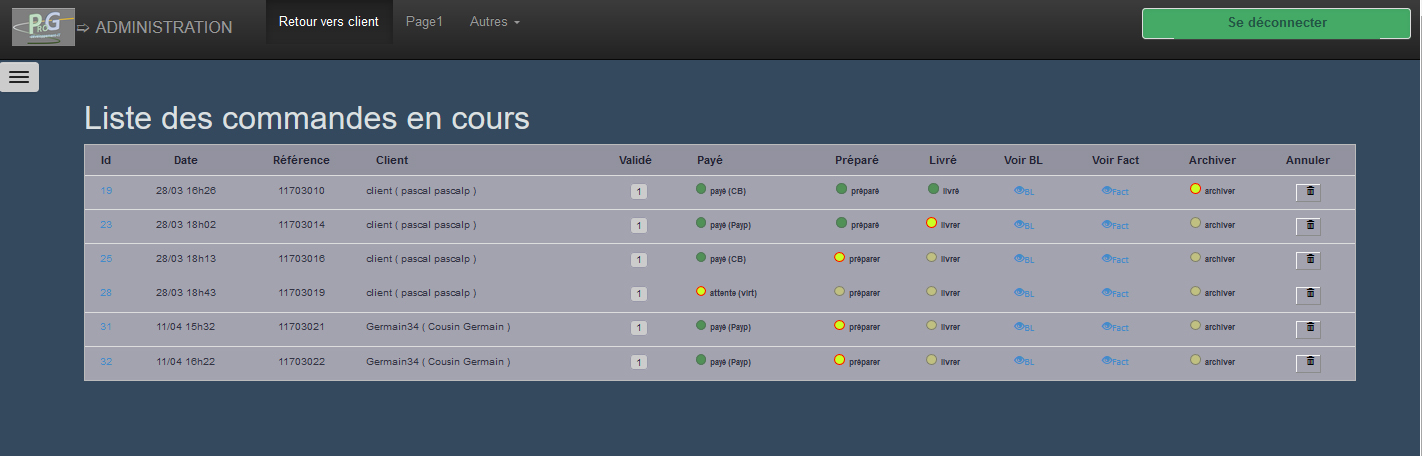 PROG ⇨ ADMINISTRATION Retour vers client Page1 Autres Se déconnecter
Liste des commandes en cours
Id Date Référence Client Validé Payé Préparé Livré Voir BL Voir Fact Archiver Annuler
19 28/03 16h26 11703010 client ( pascal pascalp ) 1 payé (CB) préparé livré BL Fact archiver
23 28/03 18h02 11703014 client ( pascal pascalp ) 1 payé (Payp) préparé livrer BL Fact archiver
25 28/03 18h13 11703016 client ( pascal pascalp ) 1 payé (CB) préparer livrer BL Fact archiver
28 28/03 18h43 11703019 client ( pascal pascalp ) 1 attente (virt) préparer livrer BL Fact archiver
31 11/04 15h32 11703021 Germain34 ( Cousin Germain ) 1 payé (Payp) préparer livrer BL Fact archiver
32 11/04 16h22 11703022 Germain34 ( Cousin Germain ) 1 payé (Payp) préparer livrer BL Fact archiver